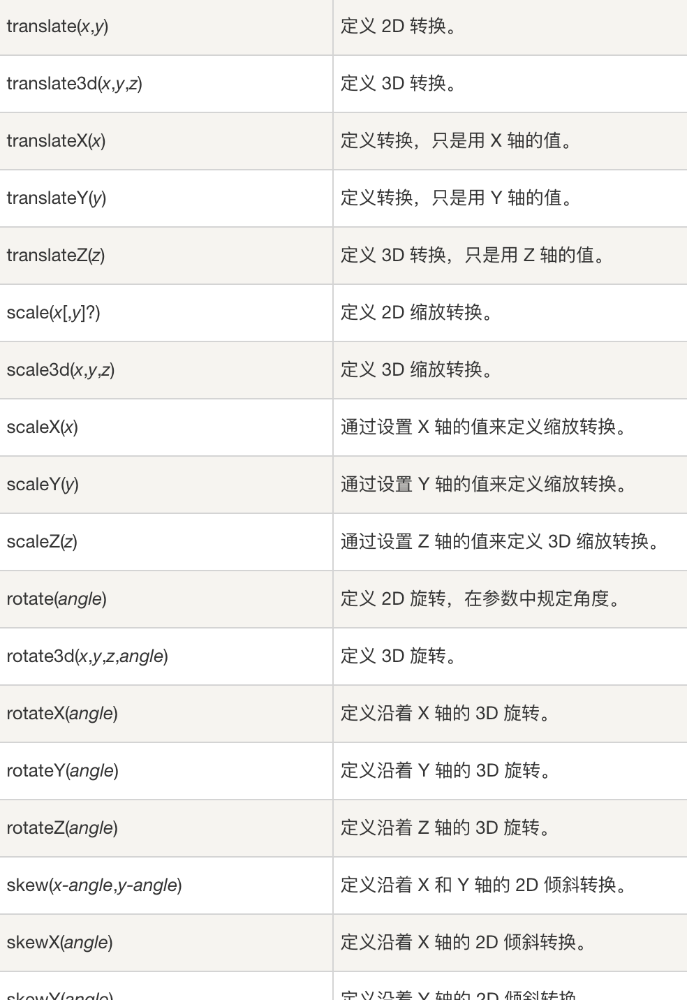 translate(x,y) 定义 2D 转换。
translate3d(x,y,z) 定义 3D 转换。
translateX(x) 定义转换，只是用 X 轴的值。
translateY(y) 定义转换，只是用 Y 轴的值。
translateZ(z) 定义 3D 转换，只是用 Z 轴的值。
scale(x[,y]?) 定义 2D 缩放转换。
scale3d(x,y,z) 定义 3D 缩放转换。
scaleX(x) 通过设置 X 轴的值来定义缩放转换。
scaleY(y) 通过设置 Y 轴的值来定义缩放转换。
scaleZ(z) 通过设置 Z 轴的值来定义 3D 缩放转换。
rotate(angle) 定义 2D 旋转，在参数中规定角度。
rotate3d(x,y,z,angle) 定义 3D 旋转。
rotateX(angle) 定义沿着 X 轴的 3D 旋转。
rotateY(angle) 定义沿着 Y 轴的 3D 旋转。
rotateZ(angle) 定义沿着 Z 轴的 3D 旋转。
skew(x-angle,y-angle) 定义沿着 X 和 Y 轴的 2D 倾斜转换。
skewX(angle) 定义沿着 X 轴的 2D 倾斜转换。
skewY(angle) 定义沿着 Y 轴的 2D 倾斜转换